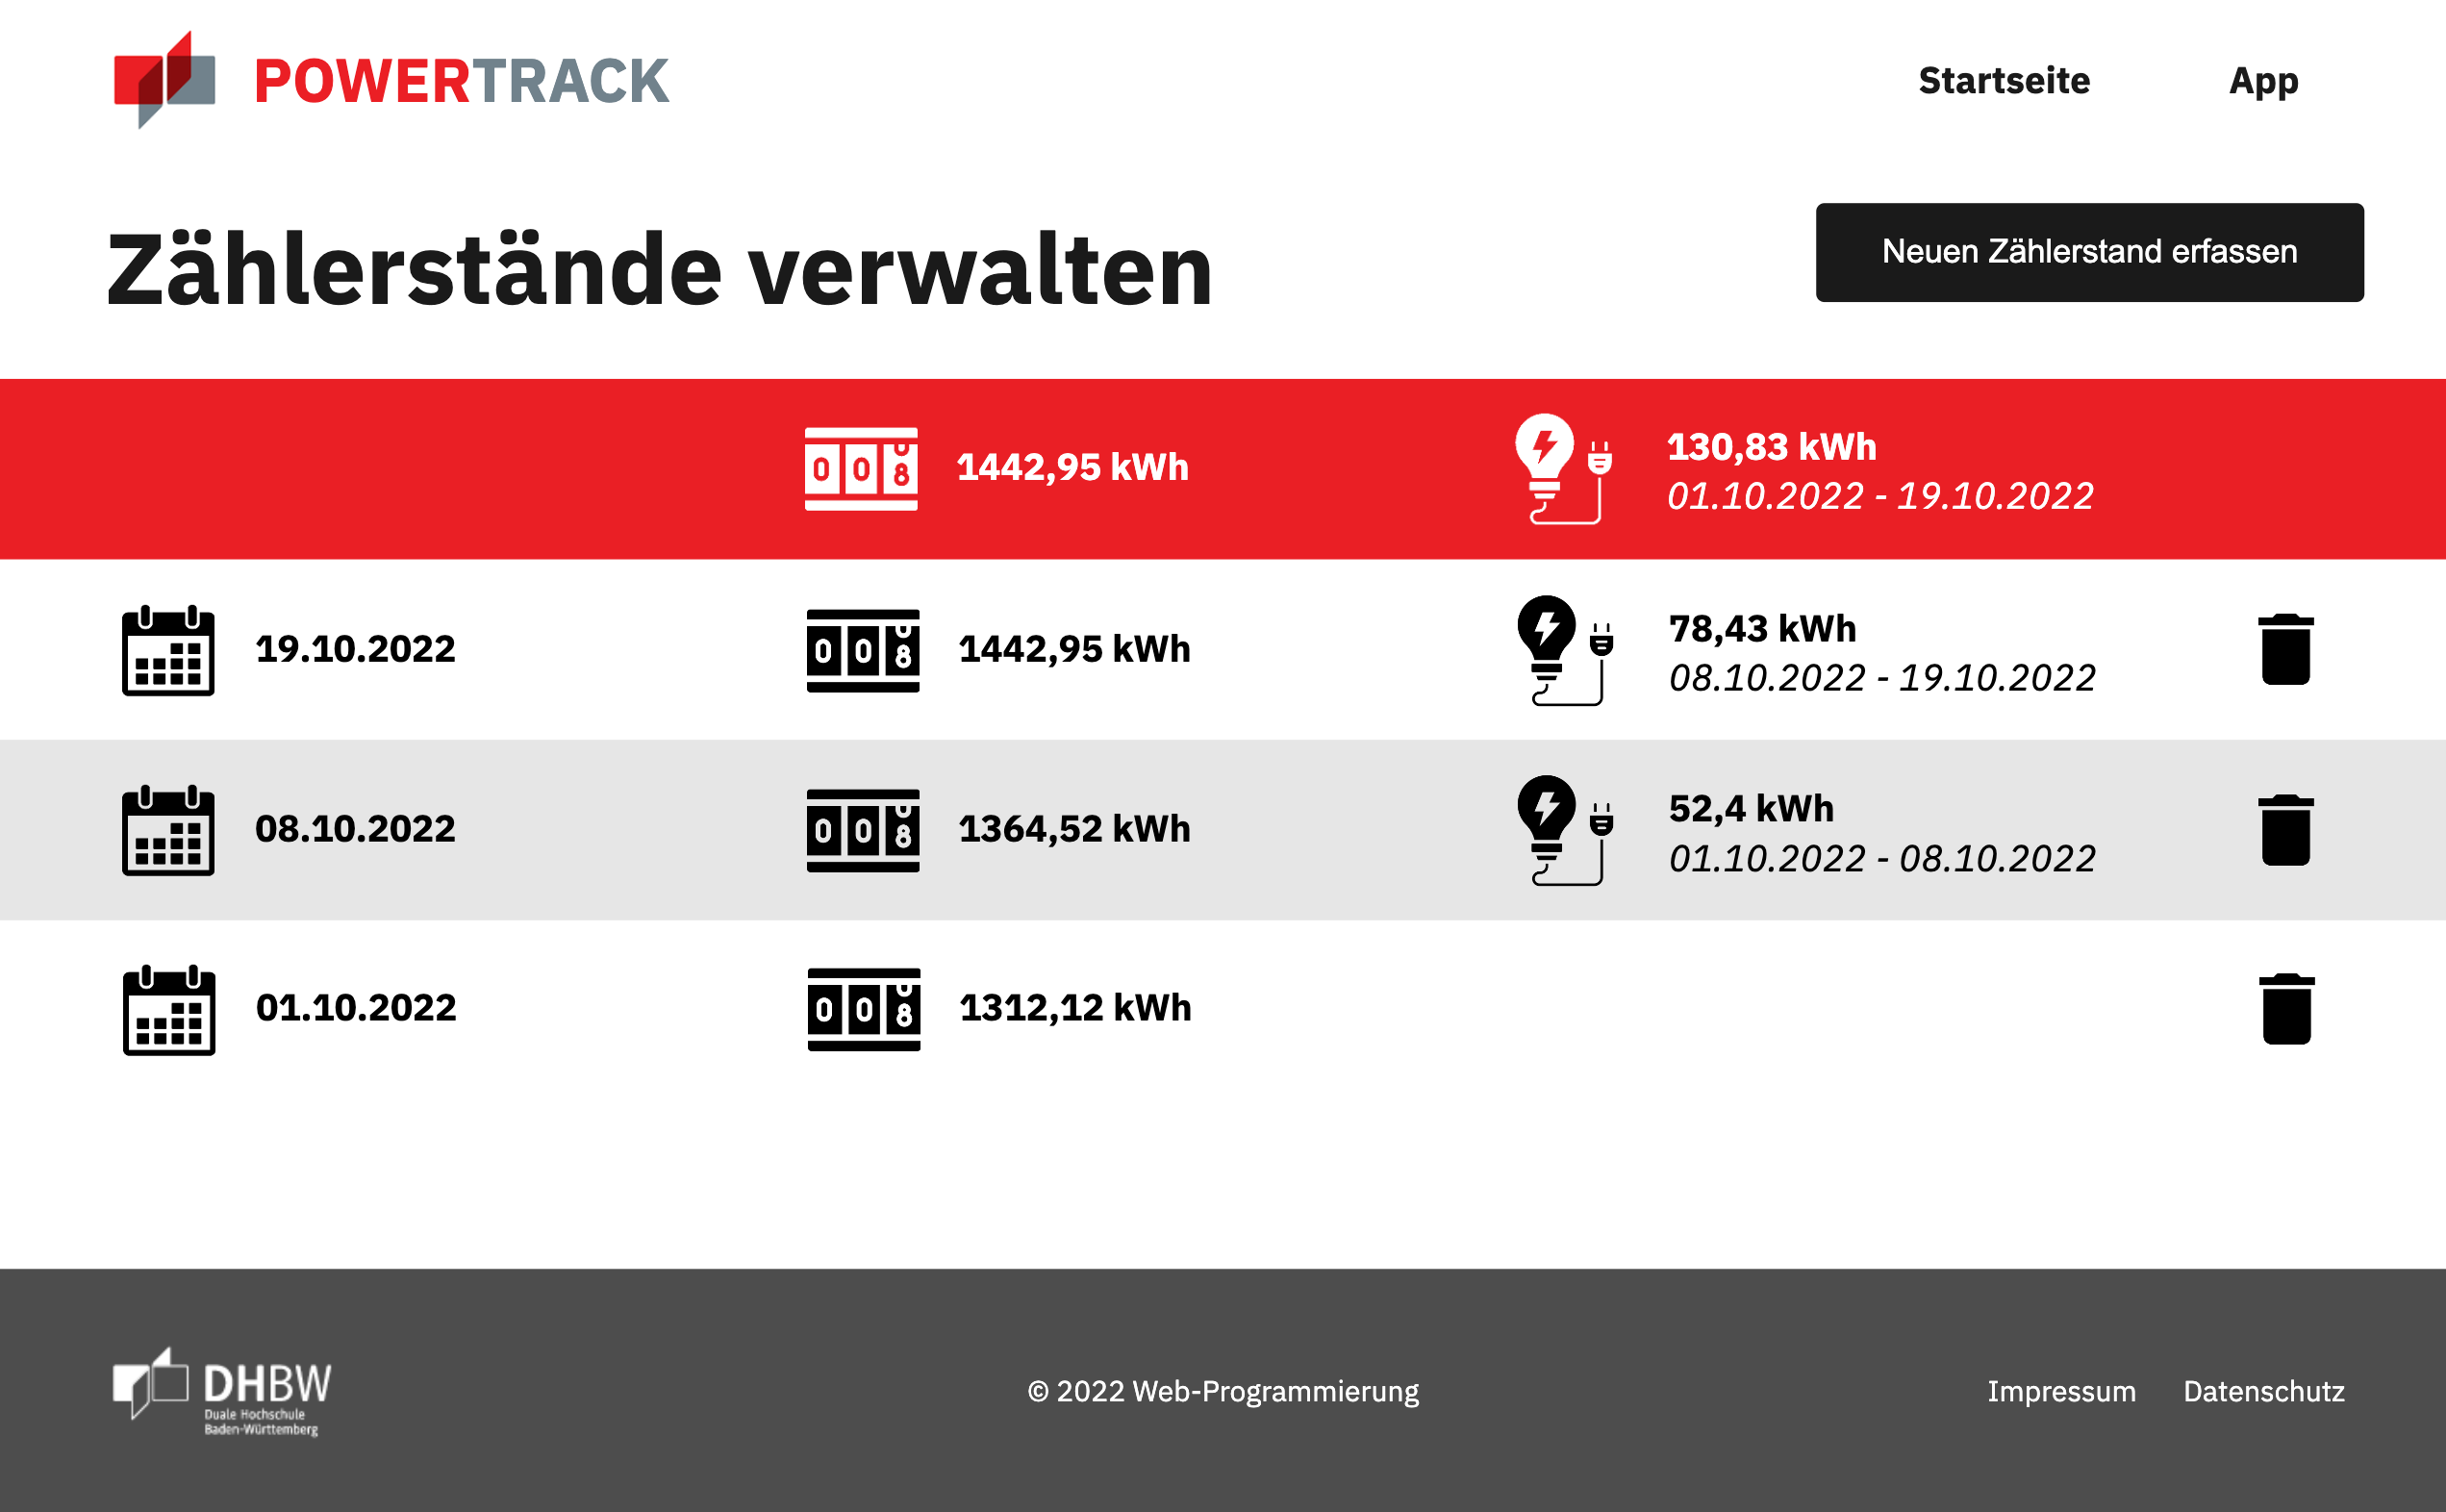 POWERTRACK
Startseite App
Zählerstände verwalten
Neuen Zählerstand erfassen
1442,95 kWh
130,83 kWh
01.10.2022 - 19.10.2022
19.10.2022
1442,95 kWh
78,43 kWh
08.10.2022 - 19.10.2022
08.10.2022
1364,52 kWh
52,4 kWh
01.10.2022 - 08.10.2022
01.10.2022
1312,12 kWh
DHBW
Duale Hochschule
Baden-Württemberg
© 2022 Web-Programmierung
Impressum Datenschutz